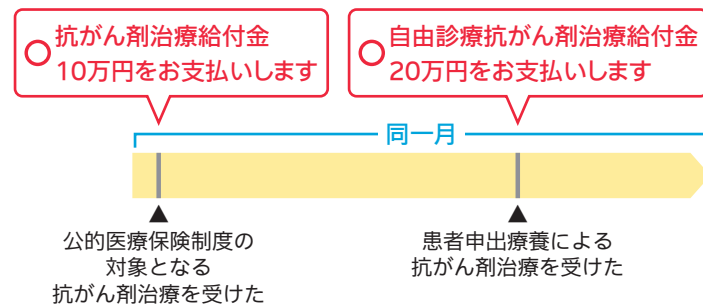 抗がん剤治療給付金
10万円をお支払いします
自由診療抗がん剤治療給付金
20万円をお支払いします
同一月
公的医療保険制度の
対象となる
抗がん剤治療を受けた
患者申出療養による
抗がん剤治療を受けた